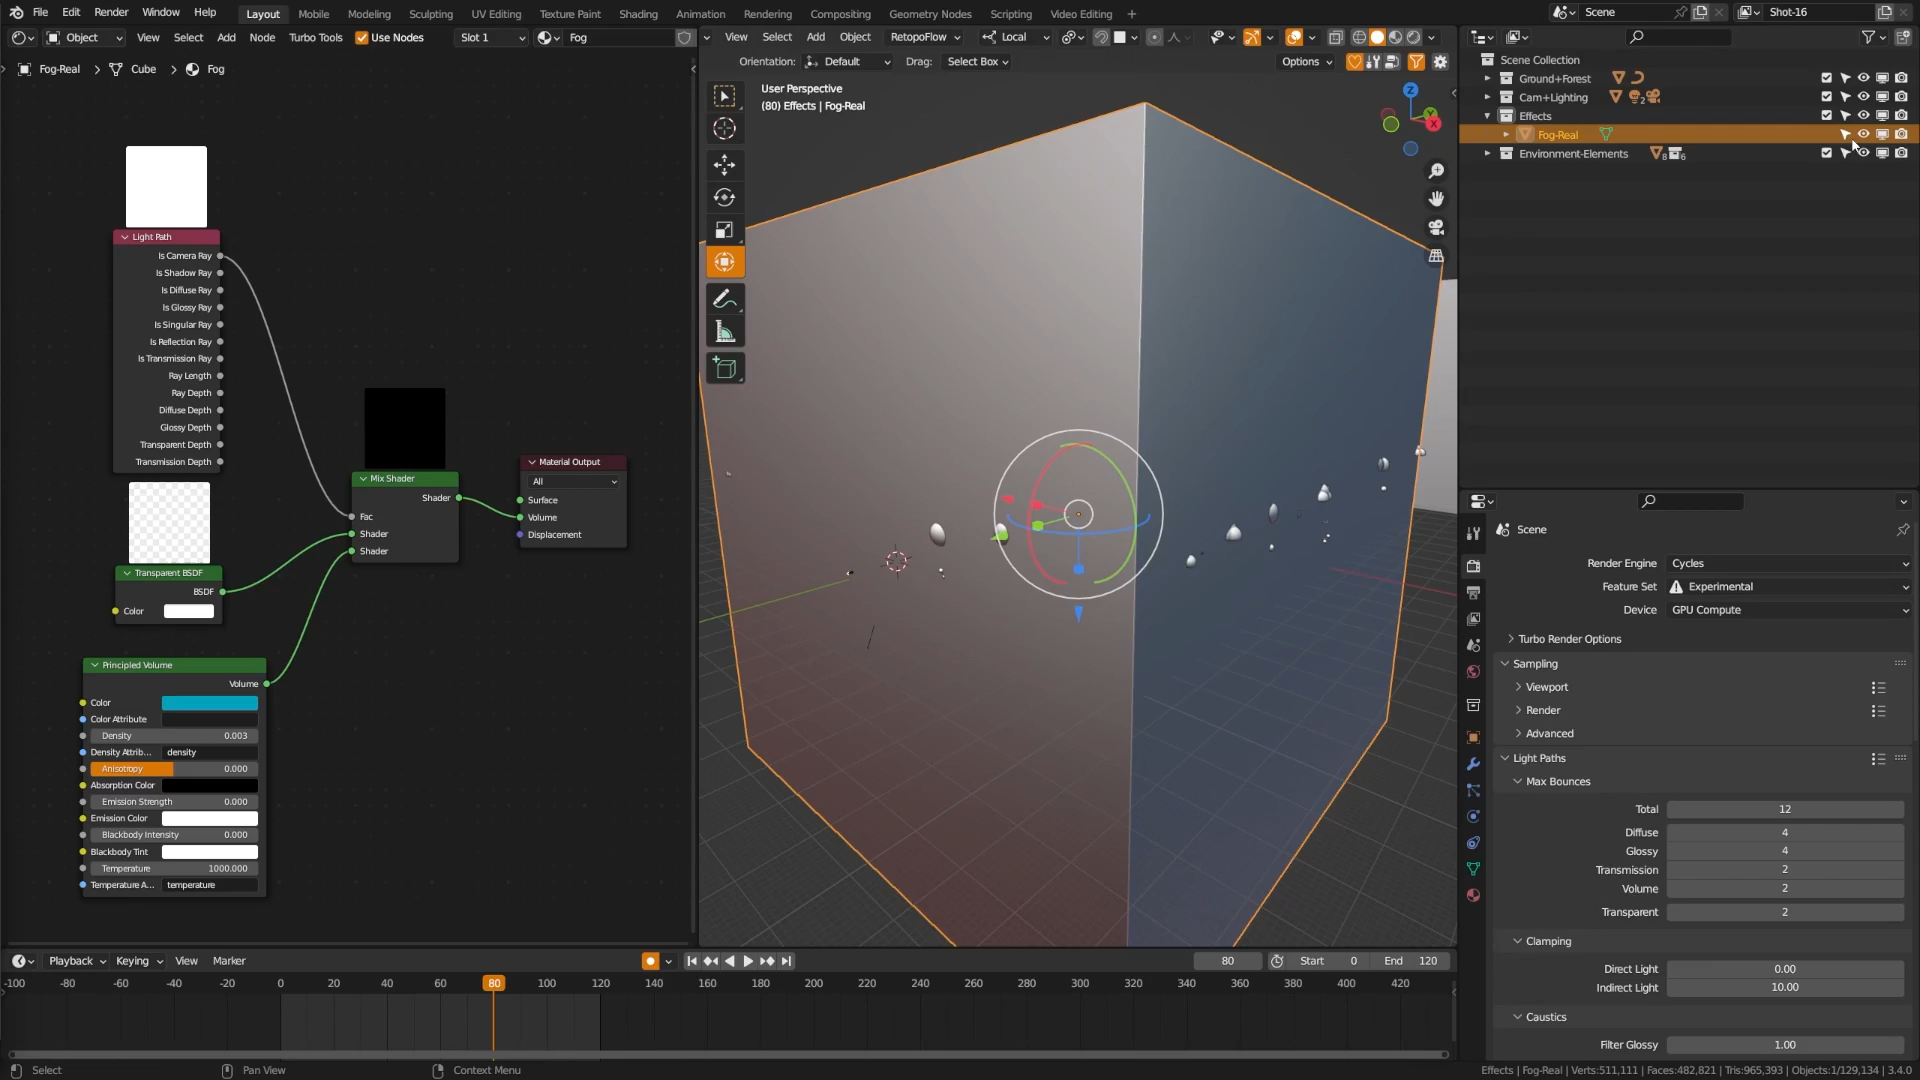 File Edit Render Window Help Layout Mobile Modeling Sculpting UV Editing Texture Paint Shading Animation Rendering Compositing Geometry Nodes Scripting Video Editing + Scene Shot-16
Object View Select Add Node Turbo Tools Use Nodes Slot 1 Fog View Select Add Object RetopoFlow Local
Fog-Real > Cube > Fog
Orientation: Default Drag: Select Box Options
User Perspective
(80) Effects | Fog-Real
Z
X
Light Path
Is Camera Ray
Is Shadow Ray
Is Diffuse Ray
Is Glossy Ray
Is Singular Ray
Is Reflection Ray
Is Transmission Ray
Ray Length
Ray Depth
Diffuse Depth
Glossy Depth
Transparent Depth
Transmission Depth
Mix Shader
Shader
Fac
Shader
Shader
Material Output
All
Surface
Volume
Displacement
Transparent BSDF
BSDF
Color
Principled Volume
Volume
Color
Color Attribute
Density 0.003
Density Attrib... density
Anisotropy 0.000
Absorption Color
Emission Strength 0.000
Emission Color
Blackbody Intensity 0.000
Blackbody Tint
Temperature 1000.000
Temperature A... temperature
Scene Collection
Ground+Forest
Cam+Lighting 2
Effects
Fog-Real
Environment-Elements 8 6
Scene
Render Engine Cycles
Feature Set Experimental
Device GPU Compute
Turbo Render Options
Sampling
Viewport
Render
Advanced
Light Paths
Max Bounces
Total 12
Diffuse 4
Glossy 4
Transmission 2
Volume 2
Transparent 2
Clamping
Direct Light 0.00
Indirect Light 10.00
Caustics
Filter Glossy 1.00
Playback Keying View Marker 80 Start 0 End 120
-100 -80 -60 -40 -20 0 20 40 60 80 100 120 140 160 180 200 220 240 260 280 300 320 340 360 380 400 420
Select Pan View Context Menu Effects | Fog-Real | Verts:511,111 | Faces:482,821 | Tris:965,393 | Objects:1/129,134 | 3.4.0